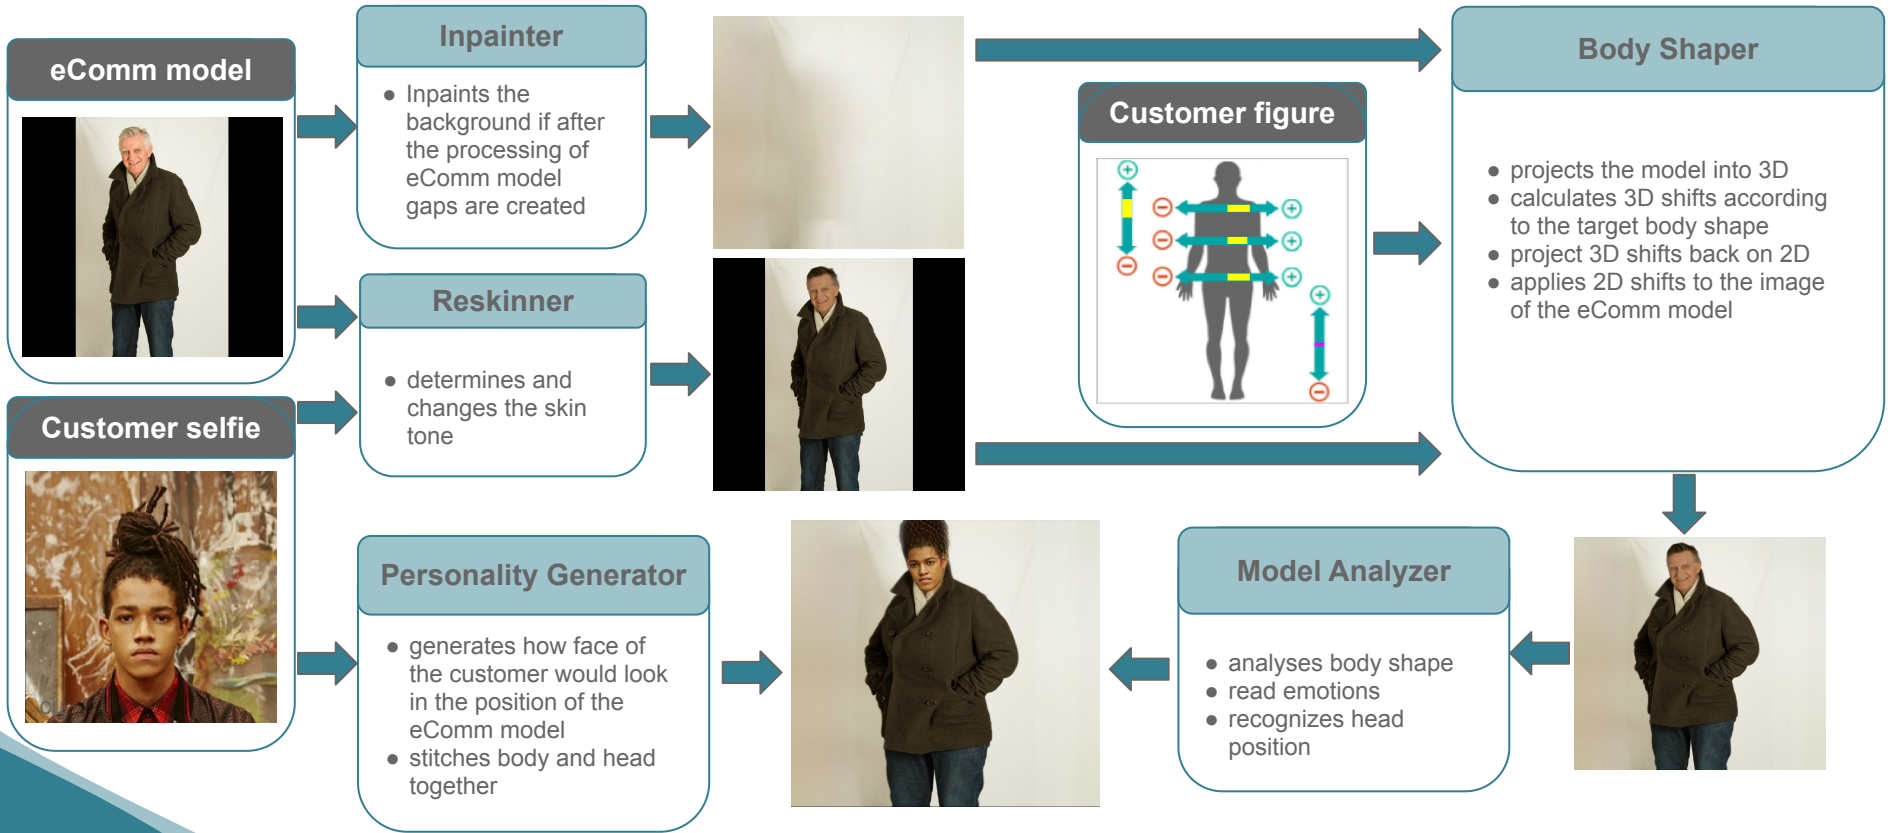 eComm model
Inpainter
● Inpaints the
background if after
the processing of
eComm model
gaps are created
Reskinner
● determines and
changes the skin
tone
Customer selfie
Customer figure
Body Shaper
● projects the model into 3D
● calculates 3D shifts according
to the target body shape
● project 3D shifts back on 2D
● applies 2D shifts to the image
of the eComm model
Personality Generator
● generates how face of
the customer would look
in the position of the
eComm model
● stitches body and head
together
Model Analyzer
● analyses body shape
● read emotions
● recognizes head
position